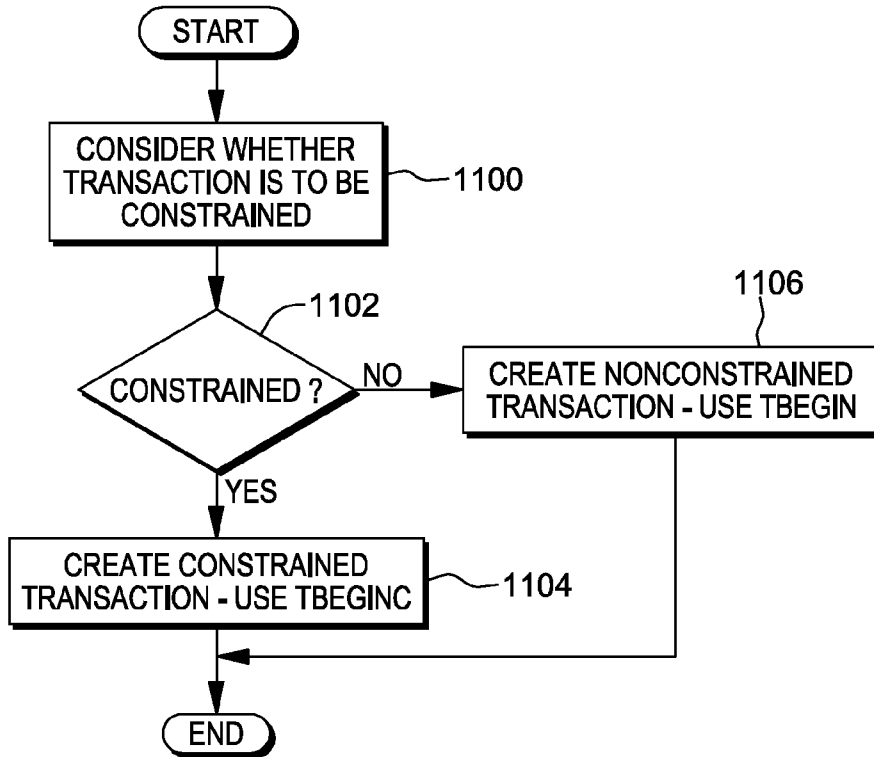 START
CONSIDER WHETHER
TRANSACTION IS TO BE
CONSTRAINED
1100
1102
CONSTRAINED ?
NO
1106
CREATE NONCONSTRAINED
TRANSACTION - USE TBEGIN
YES
CREATE CONSTRAINED
TRANSACTION - USE TBEGINC
1104
END